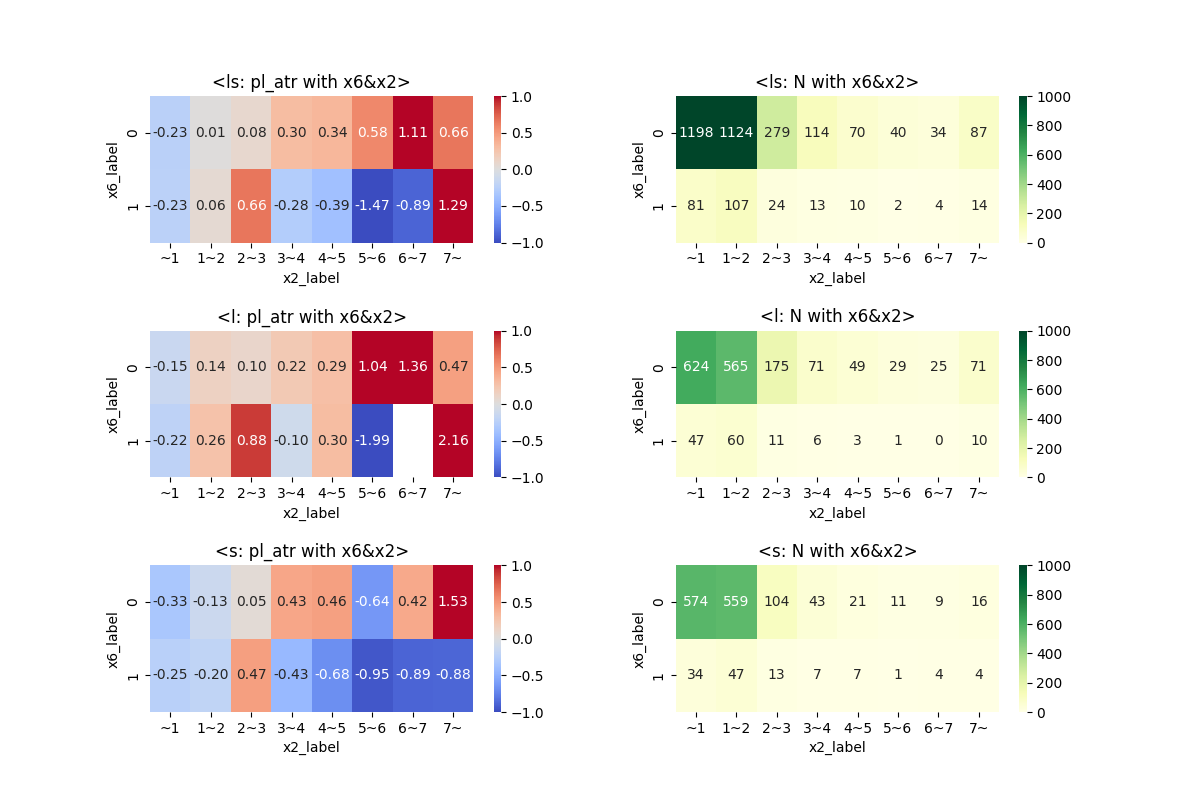 <ls: pl_atr with x6&x2>
x6_label
0 -0.23 0.01 0.08 0.30 0.34 0.58 1.11 0.66
1 -0.23 0.06 0.66 -0.28 -0.39 -1.47 -0.89 1.29
~1 1~2 2~3 3~4 4~5 5~6 6~7 7~
x2_label
1.0
0.5
0.0
−0.5
−1.0
<ls: N with x6&x2>
x6_label
0 1198 1124 279 114 70 40 34 87
1 81 107 24 13 10 2 4 14
~1 1~2 2~3 3~4 4~5 5~6 6~7 7~
x2_label
1000
800
600
400
200
0
<l: pl_atr with x6&x2>
x6_label
0 -0.15 0.14 0.10 0.22 0.29 1.04 1.36 0.47
1 -0.22 0.26 0.88 -0.10 0.30 -1.99 2.16
~1 1~2 2~3 3~4 4~5 5~6 6~7 7~
x2_label
1.0
0.5
0.0
−0.5
−1.0
<l: N with x6&x2>
x6_label
0 624 565 175 71 49 29 25 71
1 47 60 11 6 3 1 0 10
~1 1~2 2~3 3~4 4~5 5~6 6~7 7~
x2_label
1000
800
600
400
200
0
<s: pl_atr with x6&x2>
x6_label
0 -0.33 -0.13 0.05 0.43 0.46 -0.64 0.42 1.53
1 -0.25 -0.20 0.47 -0.43 -0.68 -0.95 -0.89 -0.88
~1 1~2 2~3 3~4 4~5 5~6 6~7 7~
x2_label
1.0
0.5
0.0
−0.5
−1.0
<s: N with x6&x2>
x6_label
0 574 559 104 43 21 11 9 16
1 34 47 13 7 7 1 4 4
~1 1~2 2~3 3~4 4~5 5~6 6~7 7~
x2_label
1000
800
600
400
200
0